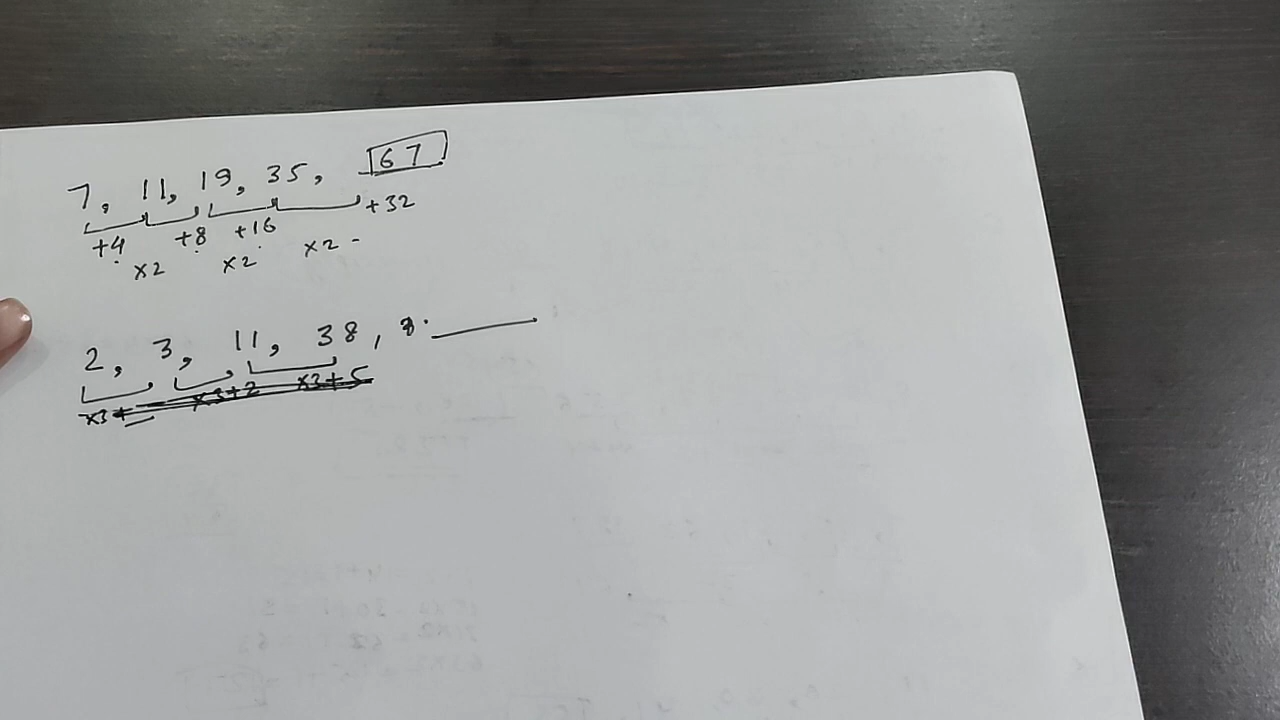 7, 11, 19, 35, 67
+4 +8 +16 +32
×2 ×2 ×2
2, 3, 11, 38,
×3+ ×3+2 ×3+5